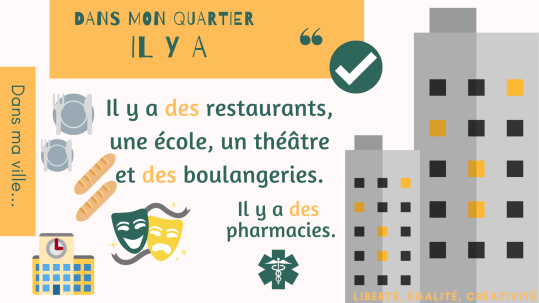 DANS MON QUARTIER
IL Y A
Dans ma ville...
Il y a des restaurants,
une école, un théâtre
et des boulangeries.
Il y a des
pharmacies.
LIBERTÉ, ÉGALITÉ, CRÉATIVITÉ